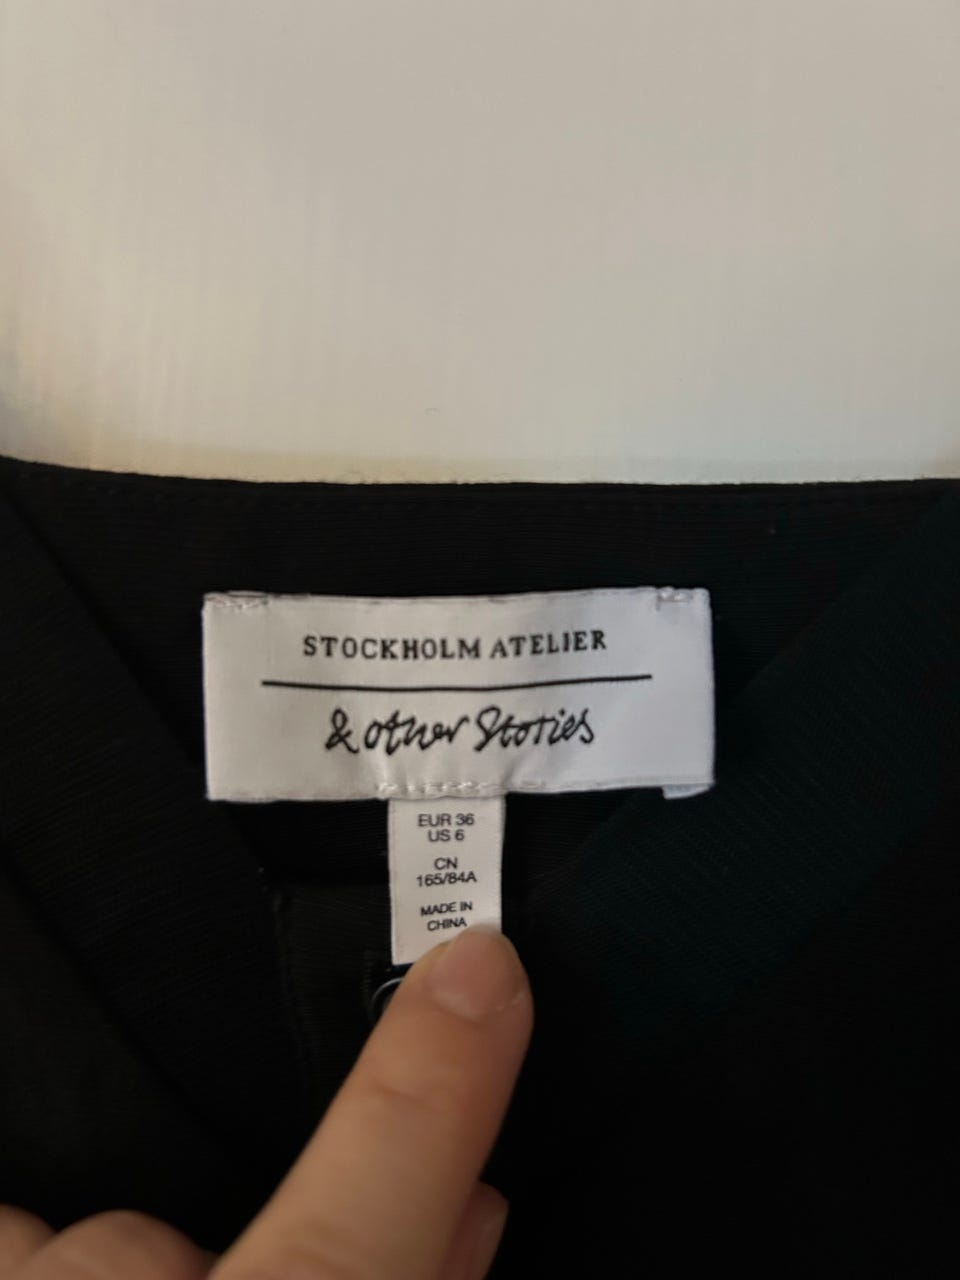 STOCKHOLM ATELIER
& other Stories
EUR 36
US 6
CN
165/84A
MADE IN
CHINA